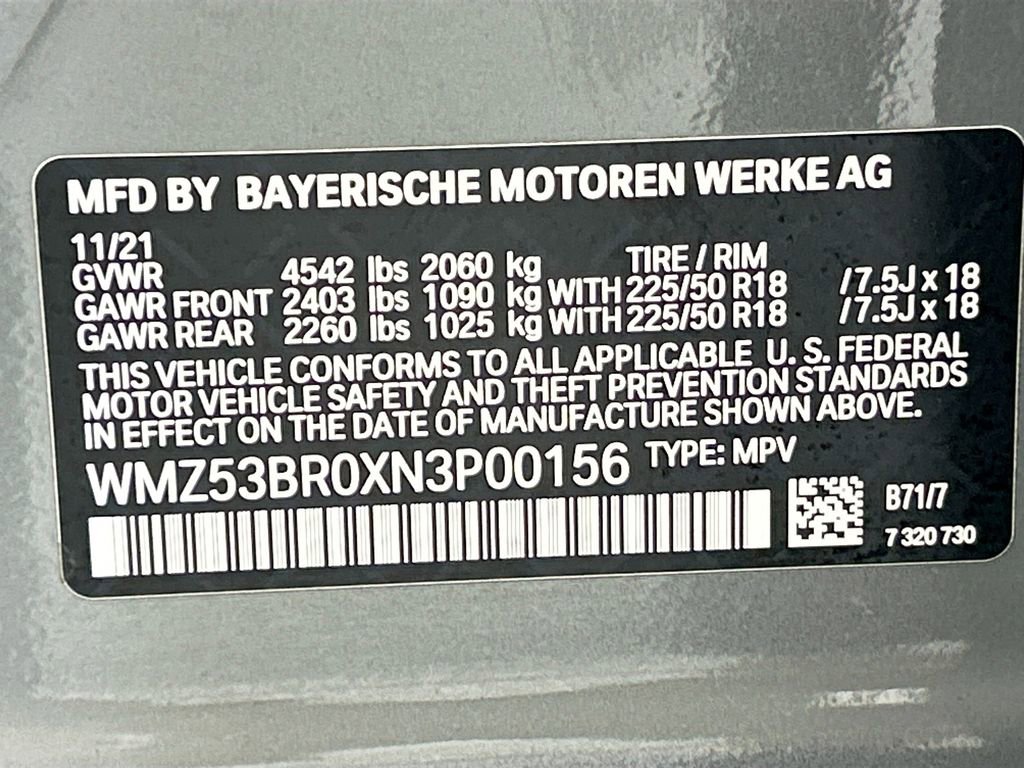 MFD BY BAYERISCHE MOTOREN WERKE AG
11/21 TIRE / RIM
GVWR 4542 lbs 2060 kg
GAWR FRONT 2403 lbs 1090 kg WITH 225/50 R18 /7.5J x 18
GAWR REAR 2260 lbs 1025 kg WITH 225/50 R18 /7.5J x 18
THIS VEHICLE CONFORMS TO ALL APPLICABLE U. S. FEDERAL
MOTOR VEHICLE SAFETY AND THEFT PREVENTION STANDARDS
IN EFFECT ON THE DATE OF MANUFACTURE SHOWN ABOVE.
WMZ53BR0XN3P00156 TYPE: MPV
B71/7
7 320 730